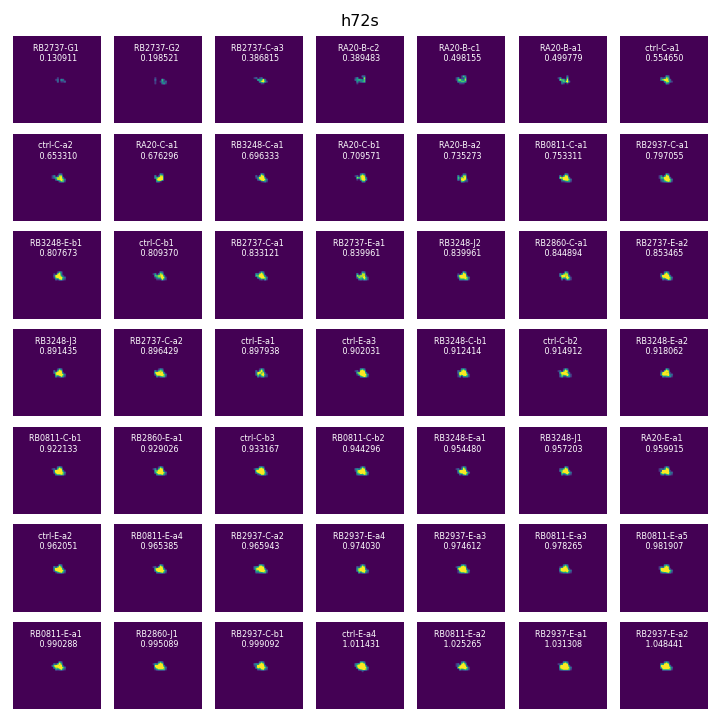 h72s
RB2737-G1
0.130911
RB2737-G2
0.198521
RB2737-C-a3
0.386815
RA20-B-c2
0.389483
RA20-B-c1
0.498155
RA20-B-a1
0.499779
ctrl-C-a1
0.554650
ctrl-C-a2
0.653310
RA20-C-a1
0.676296
RB3248-C-a1
0.696333
RA20-C-b1
0.709571
RA20-B-a2
0.735273
RB0811-C-a1
0.753311
RB2937-C-a1
0.797055
RB3248-E-b1
0.807673
ctrl-C-b1
0.809370
RB2737-C-a1
0.833121
RB2737-E-a1
0.839961
RB3248-J2
0.839961
RB2860-C-a1
0.844894
RB2737-E-a2
0.853465
RB3248-J3
0.891435
RB2737-C-a2
0.896429
ctrl-E-a1
0.897938
ctrl-E-a3
0.902031
RB3248-C-b1
0.912414
ctrl-C-b2
0.914912
RB3248-E-a2
0.918062
RB0811-C-b1
0.922133
RB2860-E-a1
0.929026
ctrl-C-b3
0.933167
RB0811-C-b2
0.944296
RB3248-E-a1
0.954480
RB3248-J1
0.957203
RA20-E-a1
0.959915
ctrl-E-a2
0.962051
RB0811-E-a4
0.965385
RB2937-C-a2
0.965943
RB2937-E-a4
0.974030
RB2937-E-a3
0.974612
RB0811-E-a3
0.978265
RB0811-E-a5
0.981907
RB0811-E-a1
0.990288
RB2860-J1
0.995089
RB2937-C-b1
0.999092
ctrl-E-a4
1.011431
RB0811-E-a2
1.025265
RB2937-E-a1
1.031308
RB2937-E-a2
1.048441